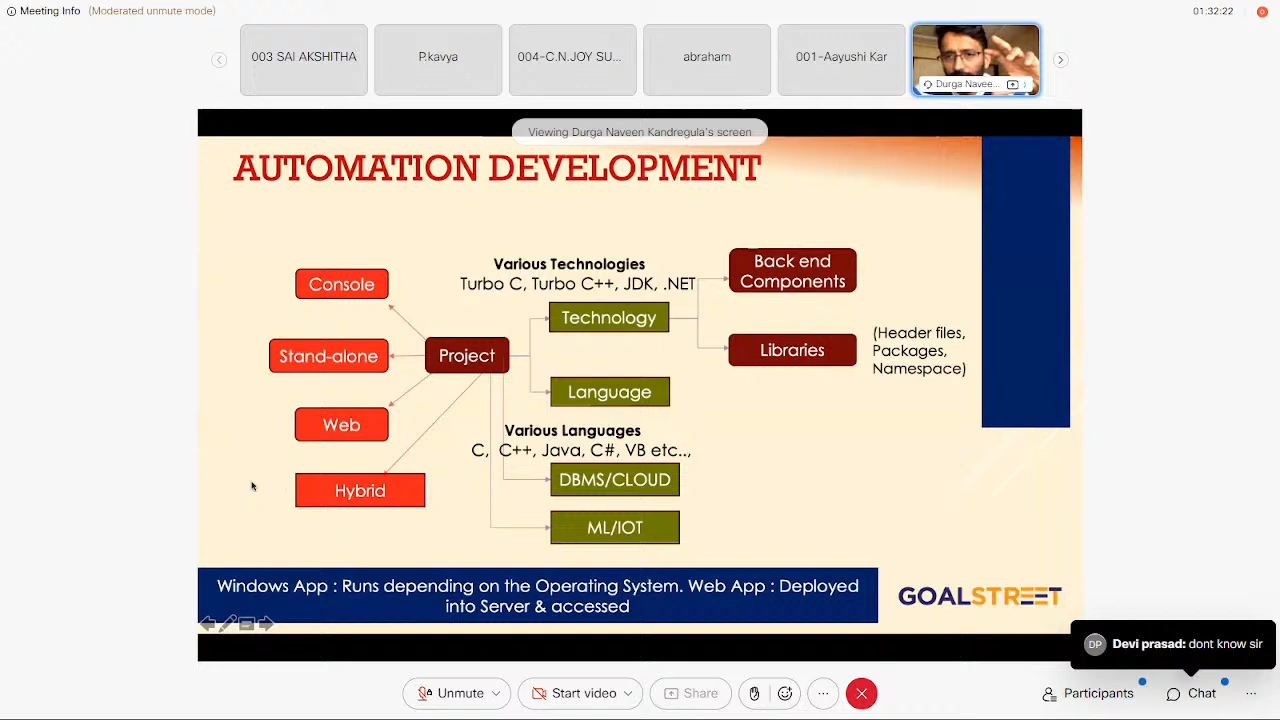 Meeting Info (Moderated unmute mode)
01:32:22
AKSHITHA
P.kavya
004-C.N.JOY SU...
abraham
001-Aayushi Kar
Durga Navee...
Viewing Durga Naveen Kandregula's screen
AUTOMATION DEVELOPMENT
Various Technologies
Turbo C, Turbo C++, JDK, .NET
Back end
Components
Console
Technology
Stand-alone
Project
Libraries
(Header files,
Packages,
Namespace)
Language
Web
Various Languages
C, C++, Java, C#, VB etc..,
DBMS/CLOUD
Hybrid
ML/IOT
Windows App : Runs depending on the Operating System. Web App : Deployed
into Server & accessed
GOALSTREET
DP Devi prasad: dont know sir
Unmute
Start video
Share
Participants
Chat